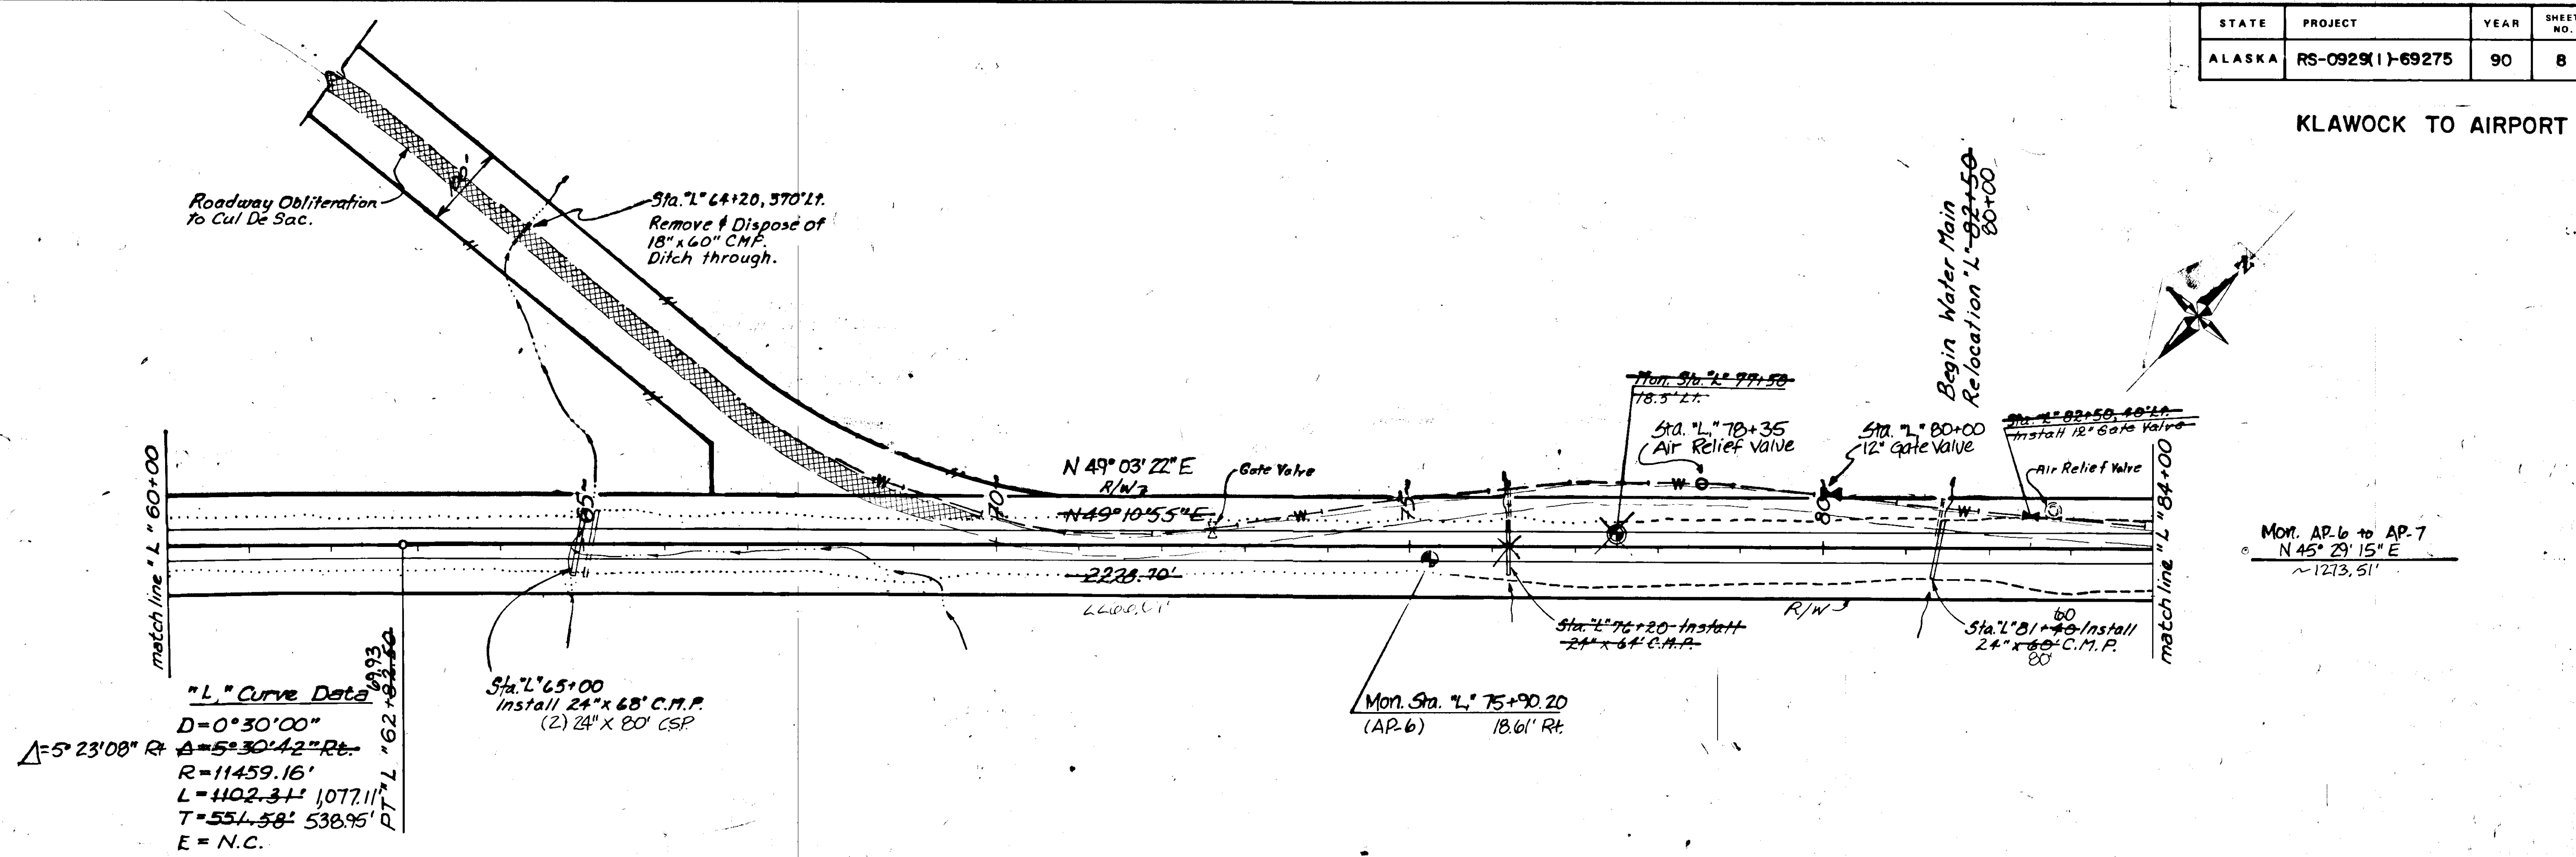 STATE PROJECT YEAR SHEET NO.
ALASKA RS-0929(1)-69275 90 8
KLAWOCK TO AIRPORT
Roadway Obliteration
to Cul De Sac.
Sta. "L" 64+20, 370' Lt.
Remove & Dispose of
18" x 60" CMP.
Ditch through.
Begin Water Main
Relocation "L" 82+50
80+00
Mon. Sta. "L" 77+50
18.5' Lt.
Sta. "L" 78+35
Air Relief Valve
Sta. "L" 80+00
12" Gate Valve
Sta. "L" 82+50, 40' Lt.
Install 12" Gate Valve
Air Relief Valve
Gate Valve
N 49° 03' 22" E
R/W
N 49° 10' 55" E
W
W
W
W
65
70
75
80
match line "L" 60+00
match line "L" 84+00
2228.70'
R/W
Mon. AP-6 to AP-7
N 45° 29' 15" E
~1273.51'
Sta. "L" 76+20 Install
24" x 64' C.M.P.
60
Sta. "L" 81+40 Install
24" x 60' C.M.P.
80'
Sta. "L" 65+00
Install 24" x 68' C.M.P.
(2) 24" X 80' CSP.
Mon. Sta. "L" 75+90.20
(AP-6) 18.61' Rt.
69.93
PT "L" 62+82.50
"L" Curve Data
D=0°30'00"
Δ=5°23'08" Rt Δ=5°30'42" Rt.
R=11459.16'
L=1102.31' 1,077.11'
T=551.58' 538.95'
E = N.C.